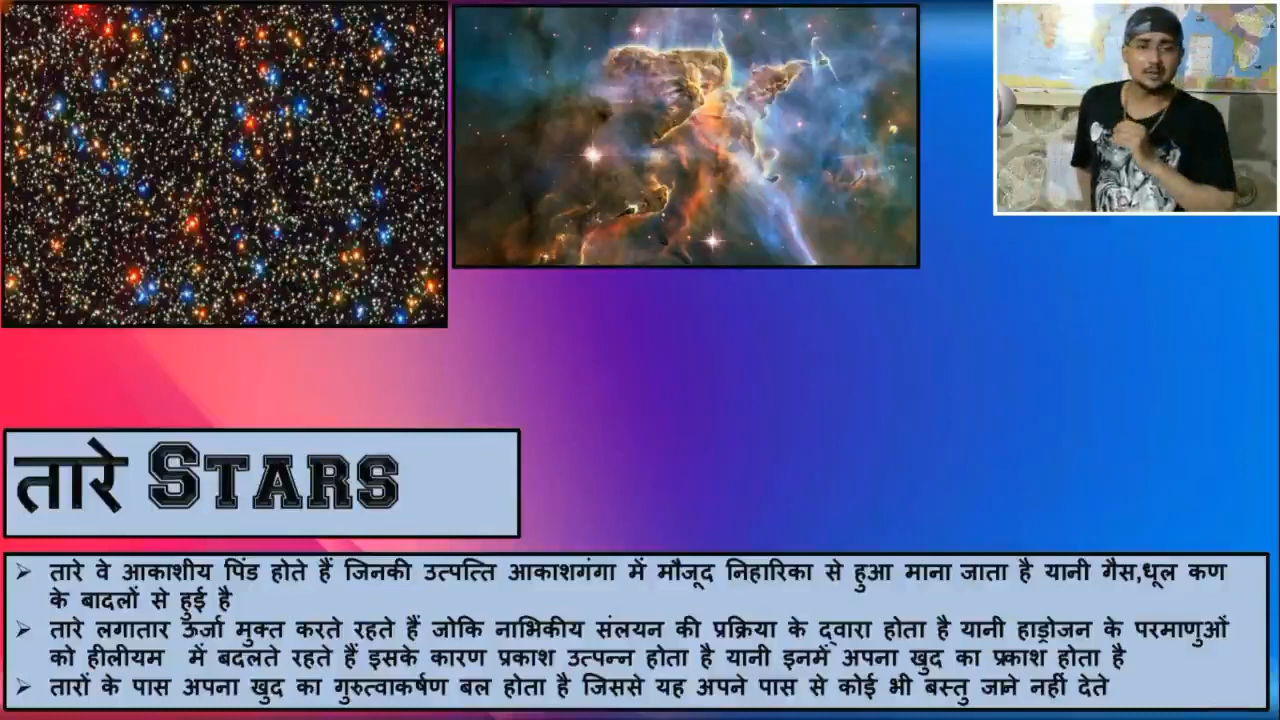 तारे Stars
➢ तारे वे आकाशीय पिंड होते हैं जिनकी उत्पत्ति आकाशगंगा में मौजूद निहारिका से हुआ माना जाता है यानी गैस,धूल कण
के बादलों से हुई है
➢ तारे लगातार ऊर्जा मुक्त करते रहते हैं जोकि नाभिकीय संलयन की प्रक्रिया के द्वारा होता है यानी हाड्रोजन के परमाणुओं
को हीलीयम में बदलते रहते हैं इसके कारण प्रकाश उत्पन्न होता है यानी इनमें अपना खुद का प्रकाश होता है
➢ तारों के पास अपना खुद का गुरुत्वाकर्षण बल होता है जिससे यह अपने पास से कोई भी बस्तु जाने नहीं देते